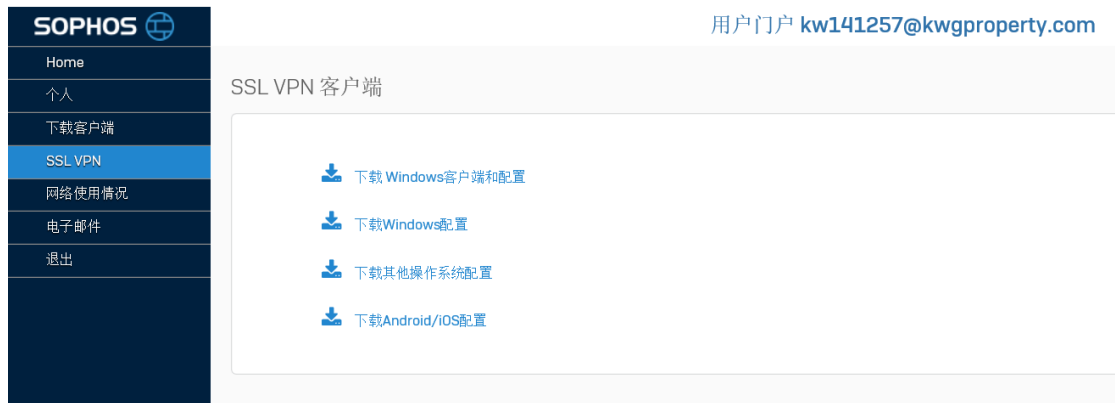 SOPHOS
用户门户 kw141257@kwgproperty.com
Home
个人
下载客户端
SSL VPN
网络使用情况
电子邮件
退出
SSL VPN 客户端
下载 Windows客户端和配置
下载Windows配置
下载其他操作系统配置
下载Android/iOS配置